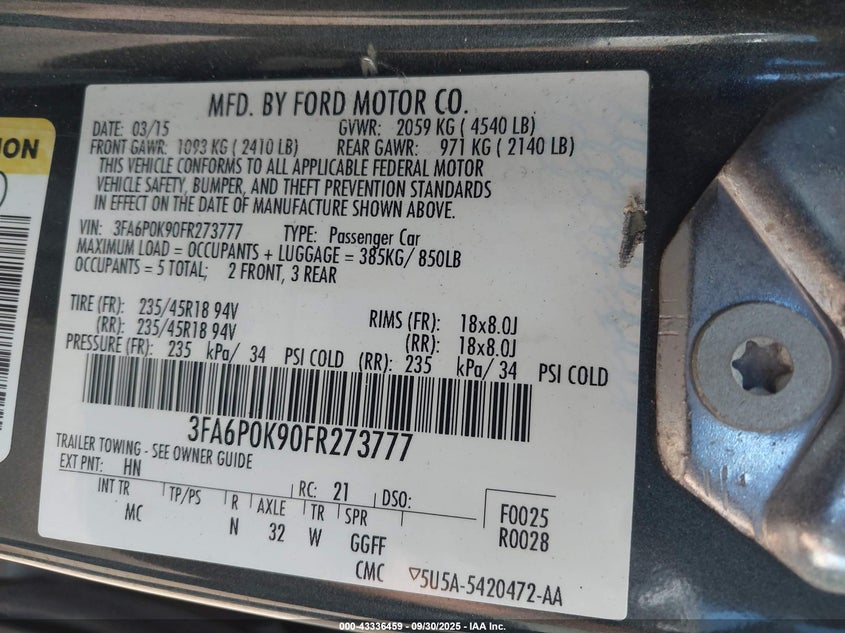 MFD. BY FORD MOTOR CO.
DATE: 03/15 GVWR: 2059 KG ( 4540 LB)
FRONT GAWR: 1093 KG ( 2410 LB) REAR GAWR: 971 KG ( 2140 LB)
THIS VEHICLE CONFORMS TO ALL APPLICABLE FEDERAL MOTOR
VEHICLE SAFETY, BUMPER, AND THEFT PREVENTION STANDARDS
IN EFFECT ON THE DATE OF MANUFACTURE SHOWN ABOVE.
VIN: 3FA6P0K90FR273777 TYPE: Passenger Car
MAXIMUM LOAD = OCCUPANTS + LUGGAGE = 385KG/ 850LB
OCCUPANTS = 5 TOTAL; 2 FRONT, 3 REAR
TIRE (FR): 235/45R18 94V RIMS (FR): 18x8.0J
(RR): 235/45R18 94V (RR): 18x8.0J
PRESSURE (FR): 235 kPa/ 34 PSI COLD (RR): 235 kPa/ 34 PSI COLD
3FA6P0K90FR273777
TRAILER TOWING - SEE OWNER GUIDE
EXT PNT: HN RC: 21 DSO:
INT TR TP/PS R AXLE TR SPR F0025
MC N 32 W GGFF R0028
CMC ▽5U5A-5420472-AA
000-43336459 - 09/30/2025 - IAA Inc.